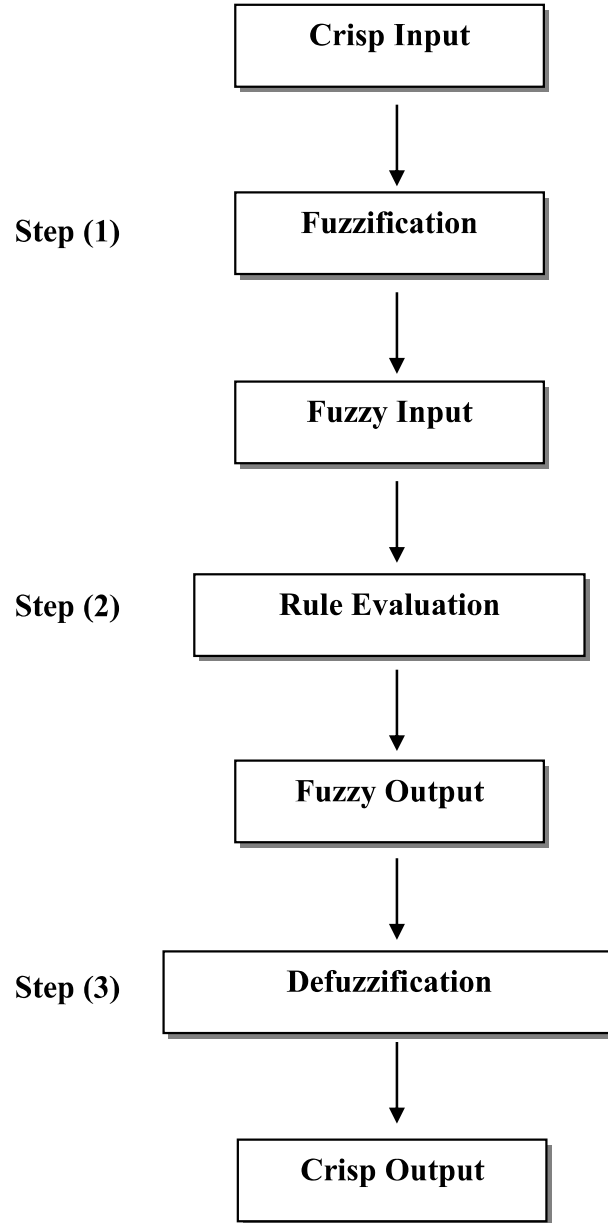 Crisp Input
Step (1)
Fuzzification
Fuzzy Input
Step (2)
Rule Evaluation
Fuzzy Output
Step (3)
Defuzzification
Crisp Output